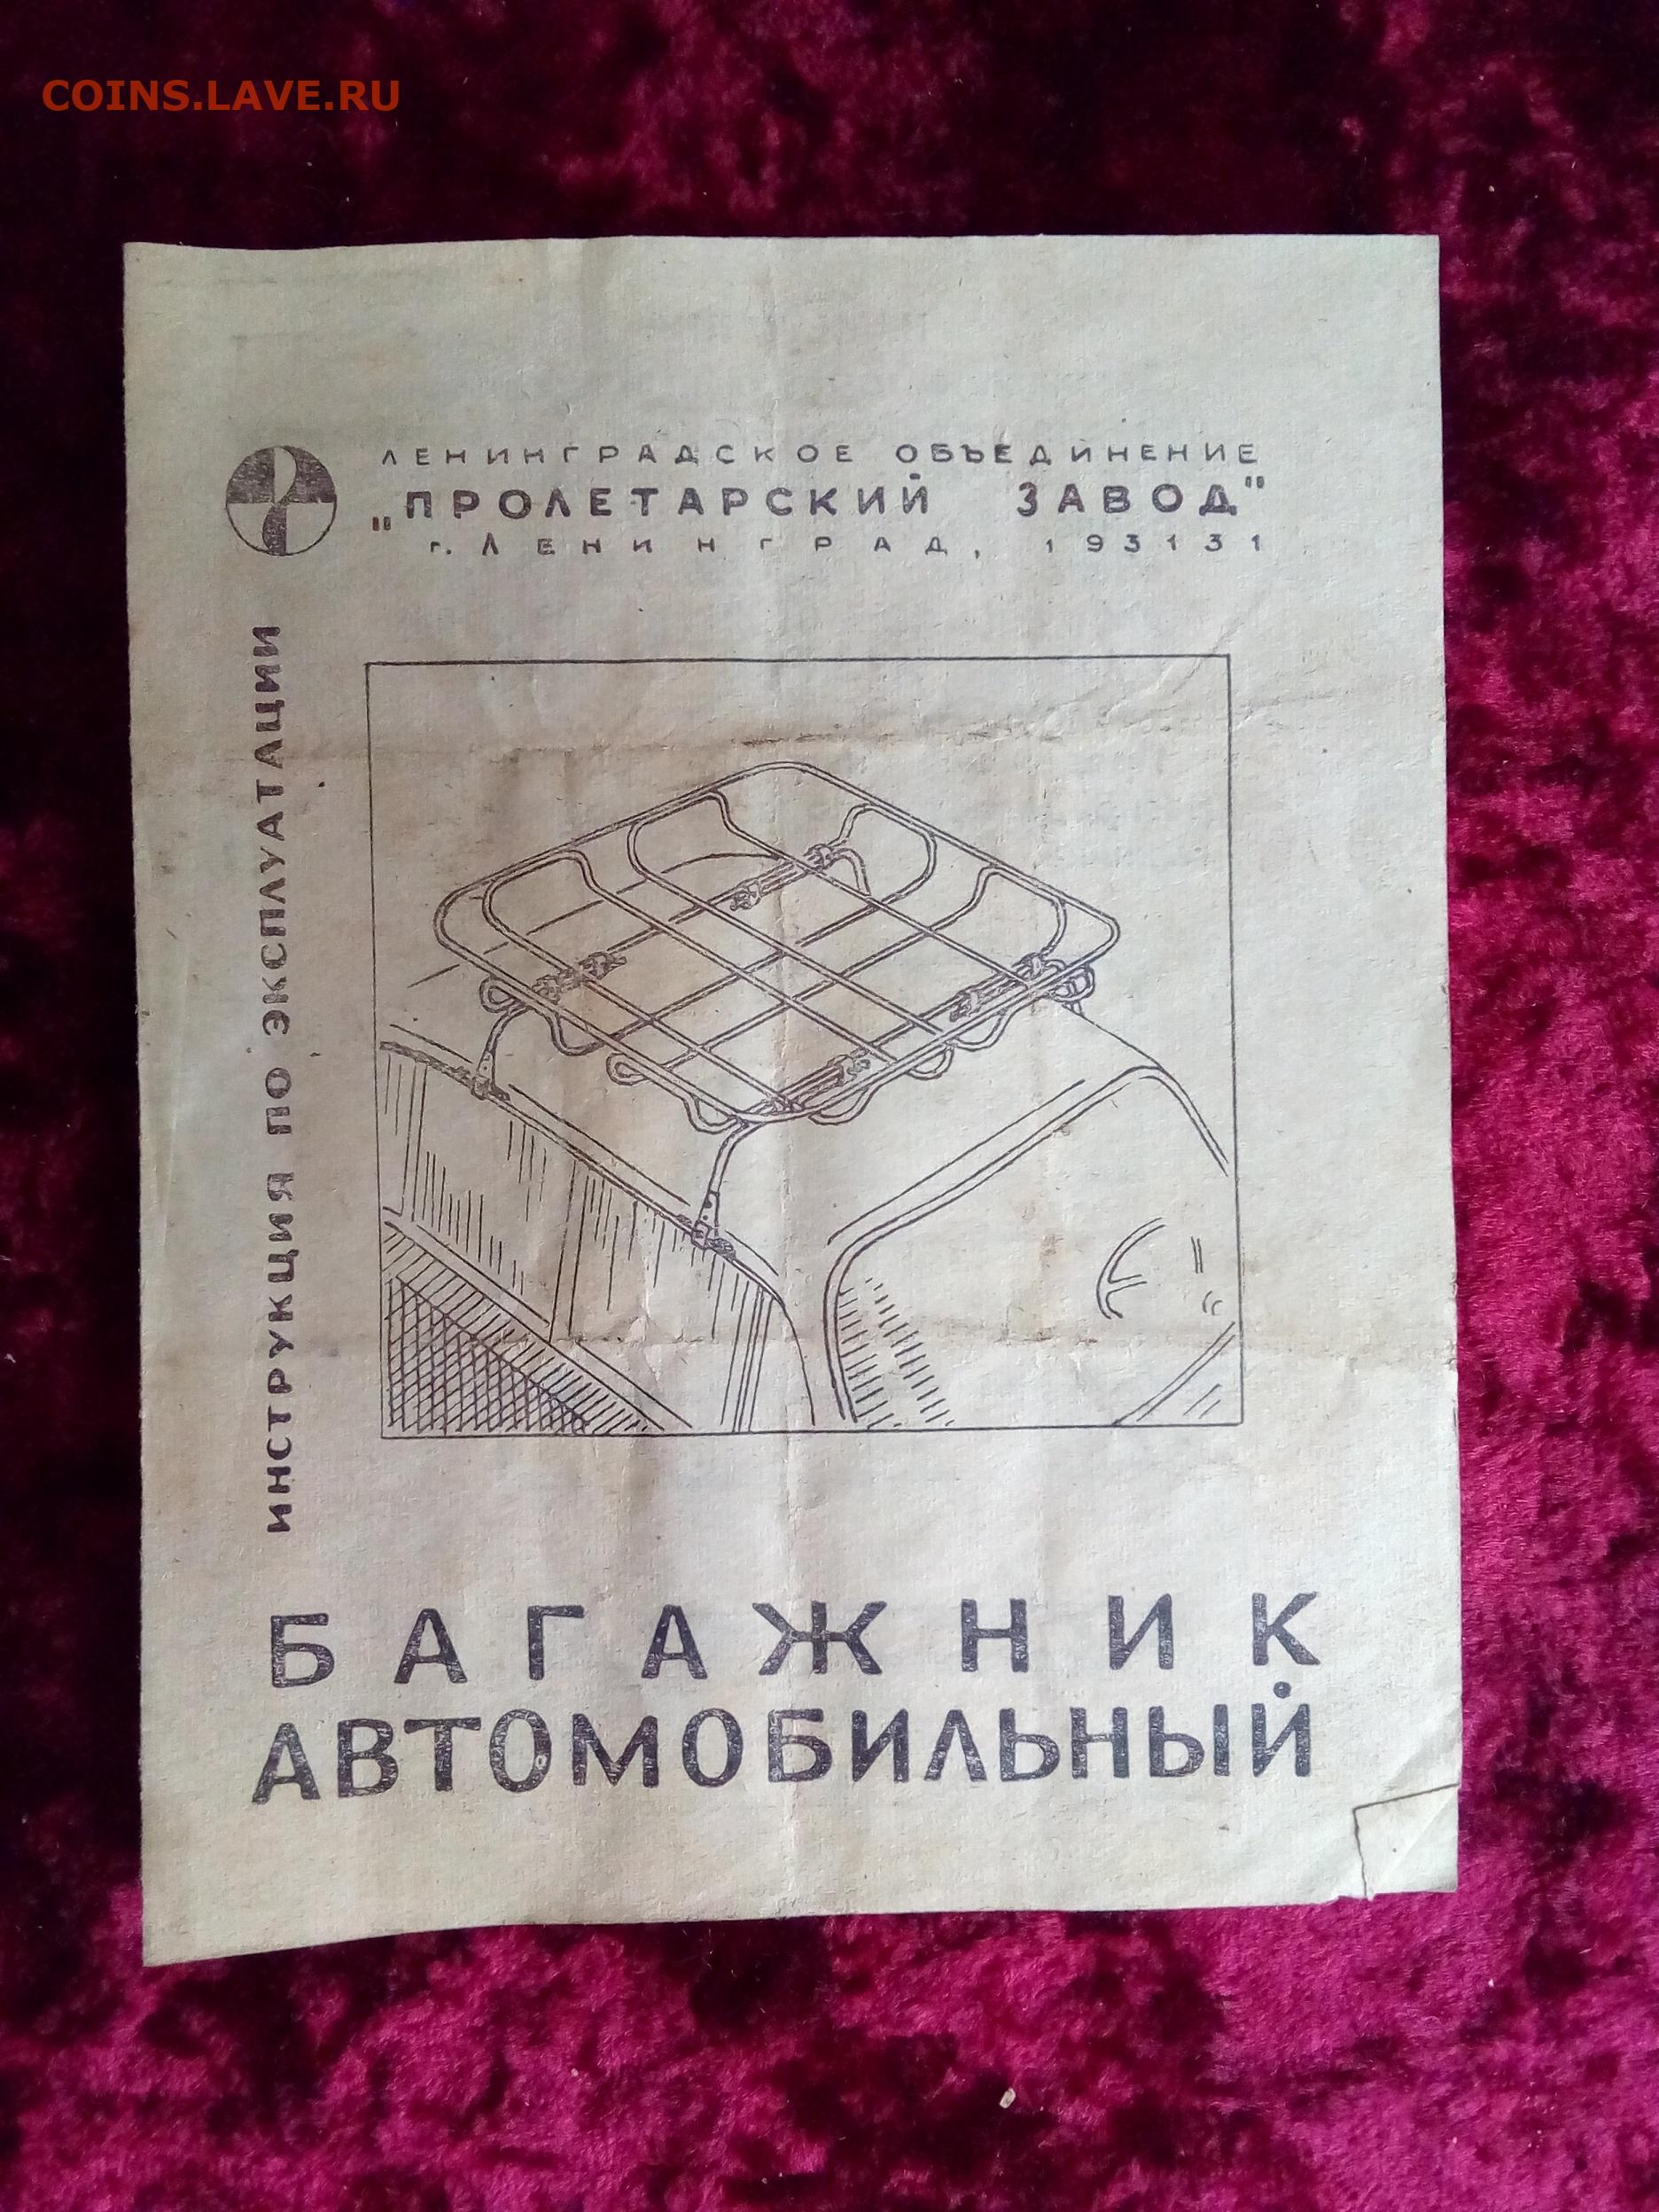 COINS.LAVE.RU
ЛЕНИНГРАДСКОЕ ОБЪЕДИНЕНИЕ
„ПРОЛЕТАРСКИЙ ЗАВОД"
г. ЛЕНИНГРАД, 193131
ИНСТРУКЦИЯ ПО ЭКСПЛУАТАЦИИ
БАГАЖНИК
АВТОМОБИЛЬНЫЙ